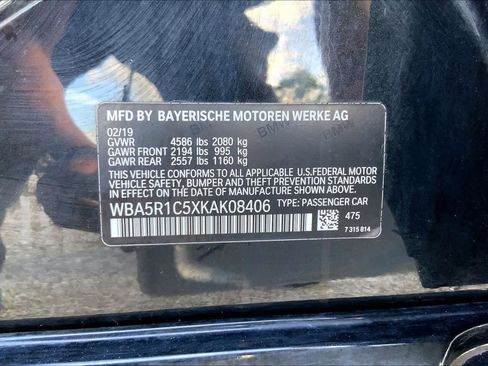 MFD BY BAYERISCHE MOTOREN WERKE AG
02/19
GVWR 4586 lbs 2080 kg
GAWR FRONT 2194 lbs 995 kg
GAWR REAR 2557 lbs 1160 kg
THIS VEHICLE CONFORMS TO ALL APPLICABLE U.S.FEDERAL MOTOR
VEHICLE SAFETY, BUMPER, AND THEFT PREVENTION STANDARDS
IN EFFECT ON THE DATE OF MANUFACTURE SHOWN ABOVE.
WBA5R1C5XKAK08406 TYPE: PASSENGER CAR
475
7 315 814